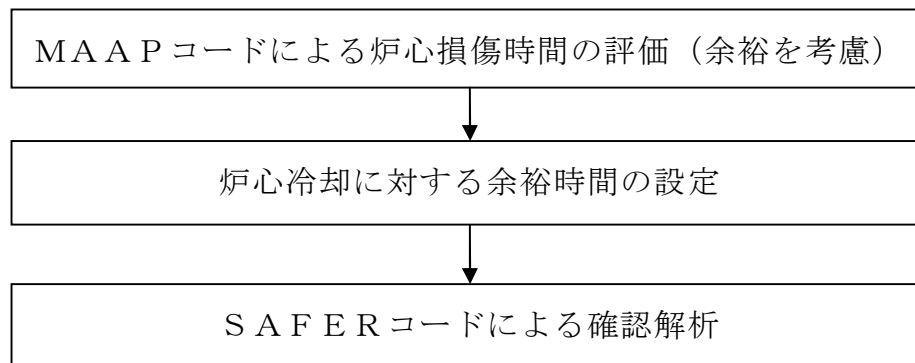 ＭＡＡＰコードによる炉心損傷時間の評価（余裕を考慮）
炉心冷却に対する余裕時間の設定
ＳＡＦＥＲコードによる確認解析